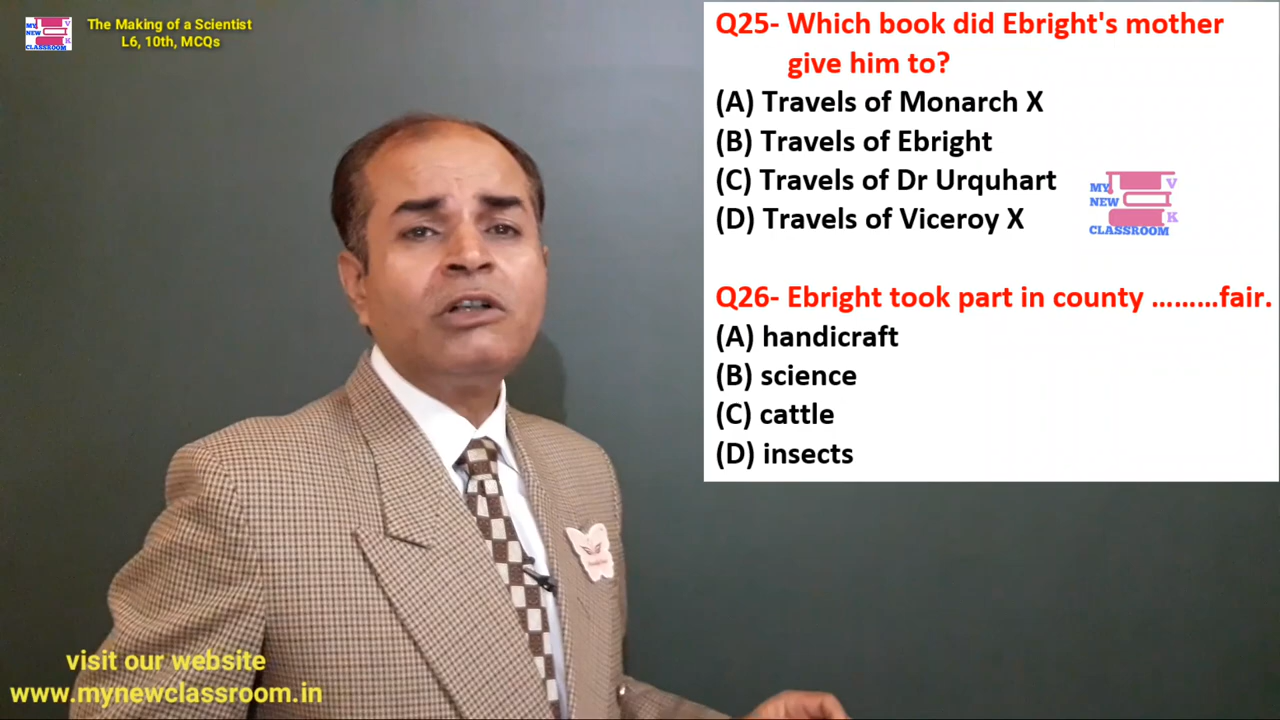 MY V
NEW
CLASSROOM K
The Making of a Scientist
L6, 10th, MCQs
Q25- Which book did Ebright's mother
give him to?
(A) Travels of Monarch X
(B) Travels of Ebright
(C) Travels of Dr Urquhart
(D) Travels of Viceroy X
MY V
NEW
K
CLASSROOM
Q26- Ebright took part in county .........fair.
(A) handicraft
(B) science
(C) cattle
(D) insects
visit our website
www.mynewclassroom.in